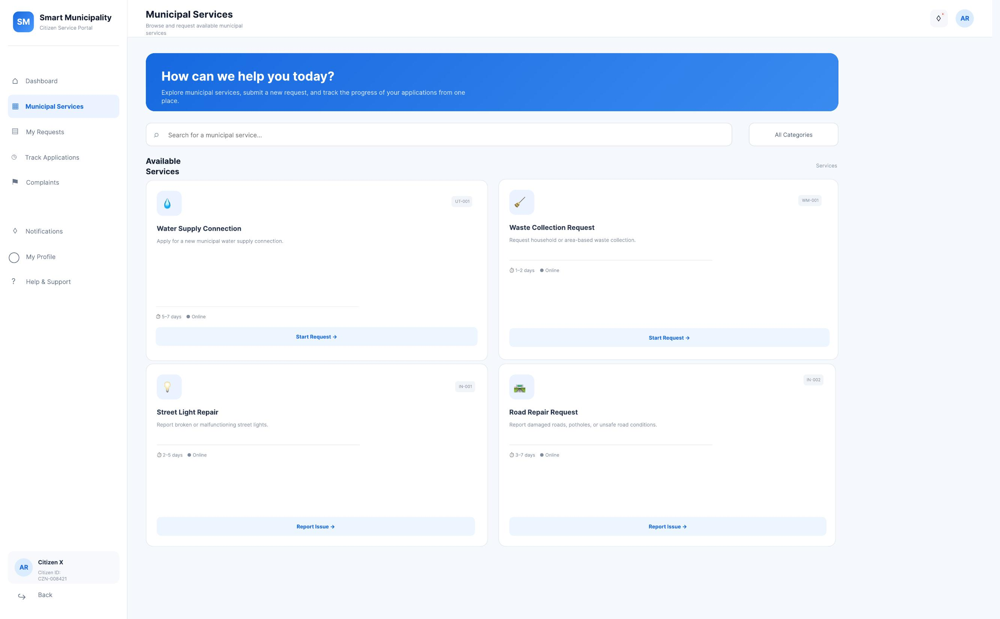 SM
Smart Municipality
Citizen Service Portal
Dashboard
Municipal Services
My Requests
Track Applications
Complaints
Notifications
My Profile
? Help & Support
AR
Citizen X
Citizen ID:
CZN-008421
Back
Municipal Services
Browse and request available municipal
services
AR
How can we help you today?
Explore municipal services, submit a new request, and track the progress of your applications from one
place.
Search for a municipal service...
All Categories
Available
Services
Services
UT-001
Water Supply Connection
Apply for a new municipal water supply connection.
5–7 days ● Online
Start Request →
WM-001
Waste Collection Request
Request household or area-based waste collection.
1–2 days ● Online
Start Request →
IN-001
Street Light Repair
Report broken or malfunctioning street lights.
2–5 days ● Online
Report Issue →
IN-002
Road Repair Request
Report damaged roads, potholes, or unsafe road conditions.
3–7 days ● Online
Report Issue →